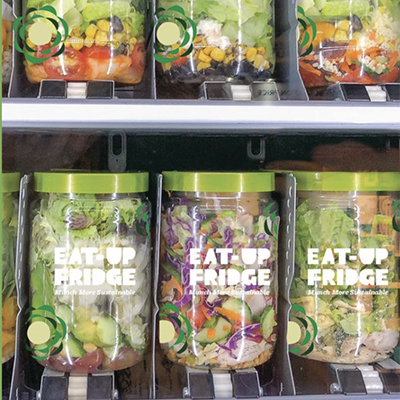 EAT-UP
FRIDGE
Munch More Sustainable
EAT-UP
FRIDGE
Munch More Sustainable
EAT-UP
FRIDGE
Munch More Sustainable